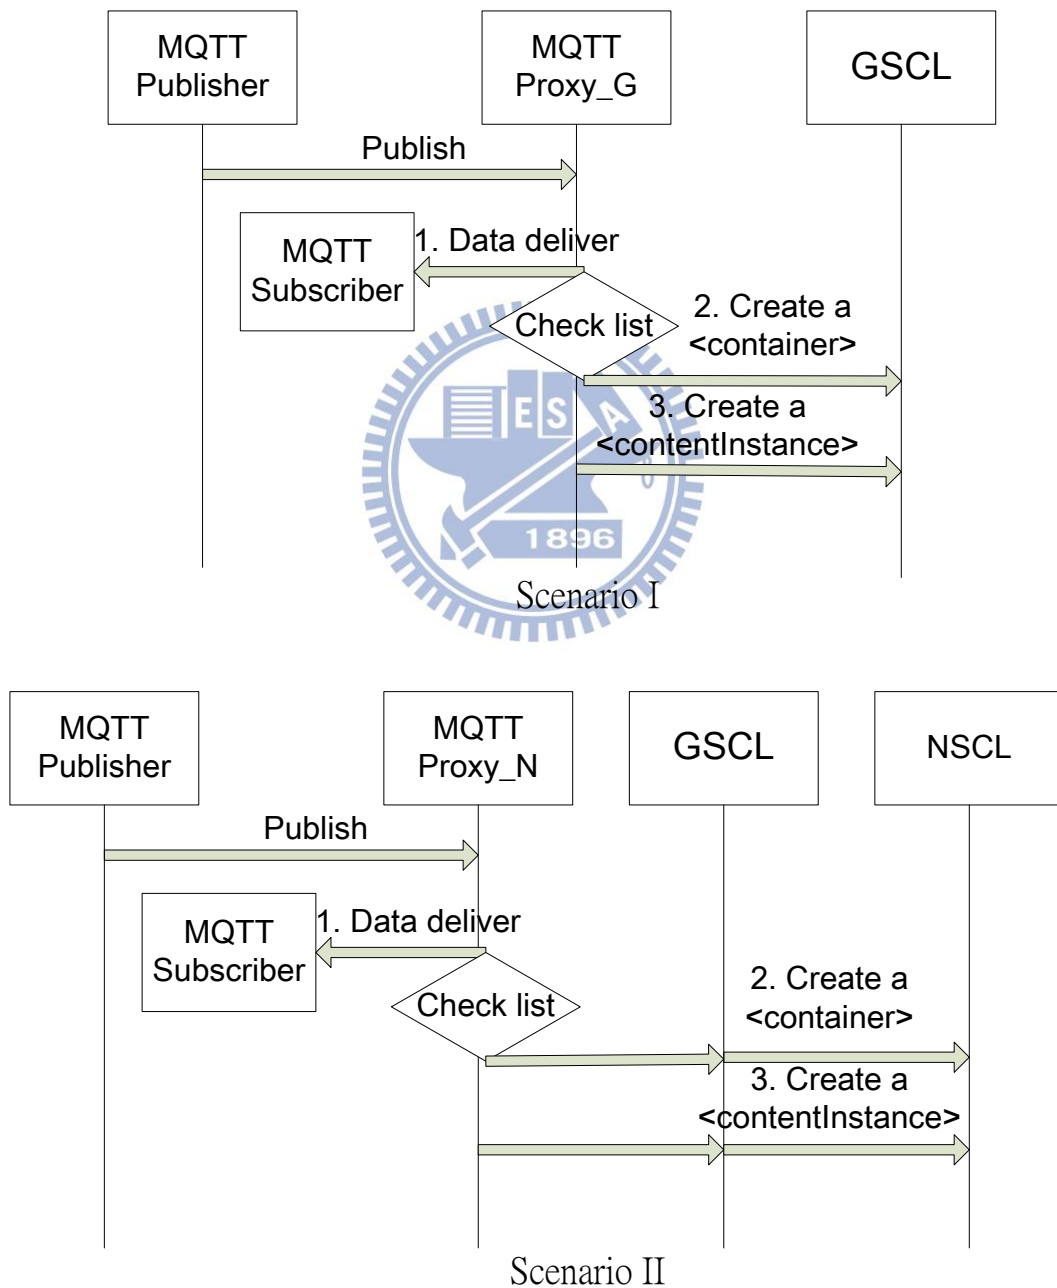 MQTT
Publisher
MQTT
Proxy_G
GSCL
Publish
MQTT
Subscriber
1. Data deliver
Check list
2. Create a
<container>
3. Create a
<contentInstance>
E S A
1896
Scenario I
MQTT
Publisher
MQTT
Proxy_N
GSCL
NSCL
Publish
MQTT
Subscriber
1. Data deliver
Check list
2. Create a
<container>
3. Create a
<contentInstance>
Scenario II